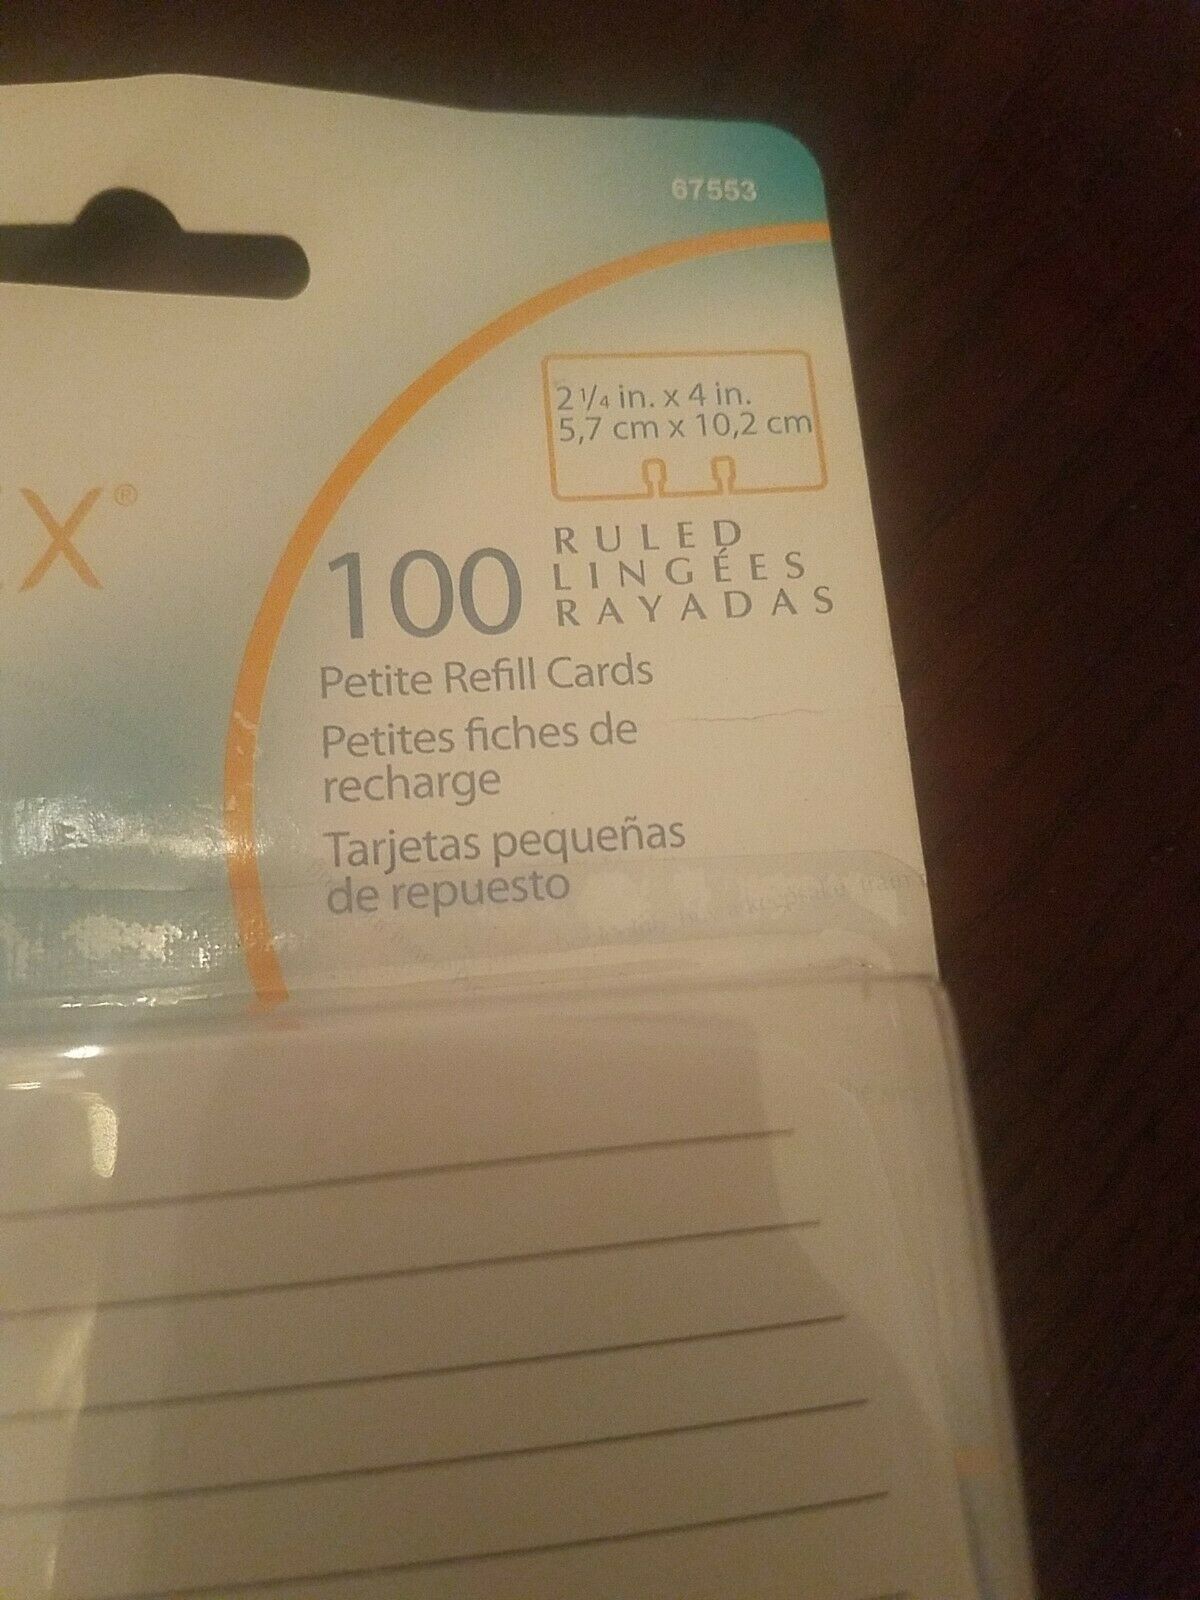 67553
2 1/4 in. x 4 in.
5,7 cm x 10,2 cm
X®
100
RULED
LINGÉES
RAYADAS
Petite Refill Cards
Petites fiches de
recharge
Tarjetas pequeñas
de repuesto